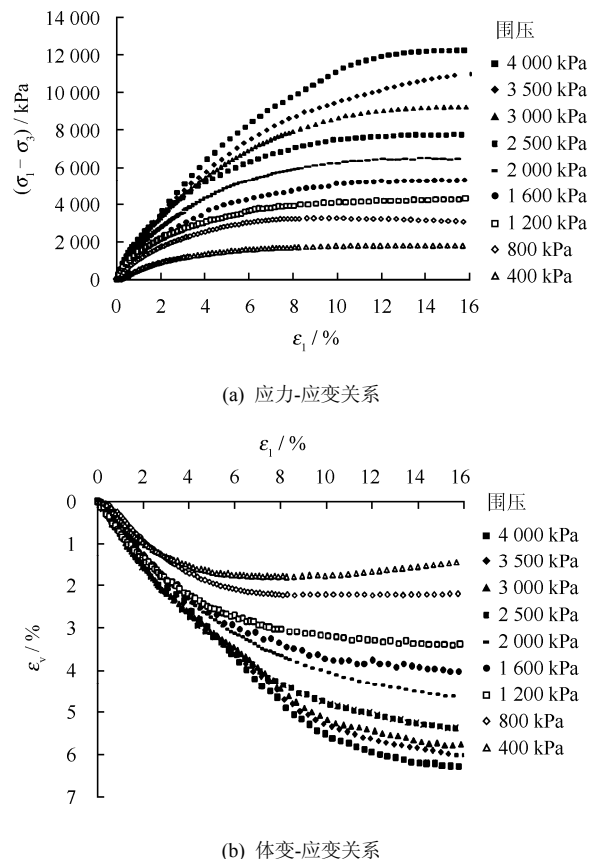 14 000
12 000
10 000
8 000
6 000
4 000
2 000
0
(σ₁ − σ₃) / kPa
0 2 4 6 8 10 12 14 16
ε₁ / %
围压
4 000 kPa
3 500 kPa
3 000 kPa
2 500 kPa
2 000 kPa
1 600 kPa
1 200 kPa
800 kPa
400 kPa
(a) 应力-应变关系
ε₁ / %
0 2 4 6 8 10 12 14 16
0
1
2
3
4
5
6
7
εᵥ / %
围压
4 000 kPa
3 500 kPa
3 000 kPa
2 500 kPa
2 000 kPa
1 600 kPa
1 200 kPa
800 kPa
400 kPa
(b) 体变-应变关系